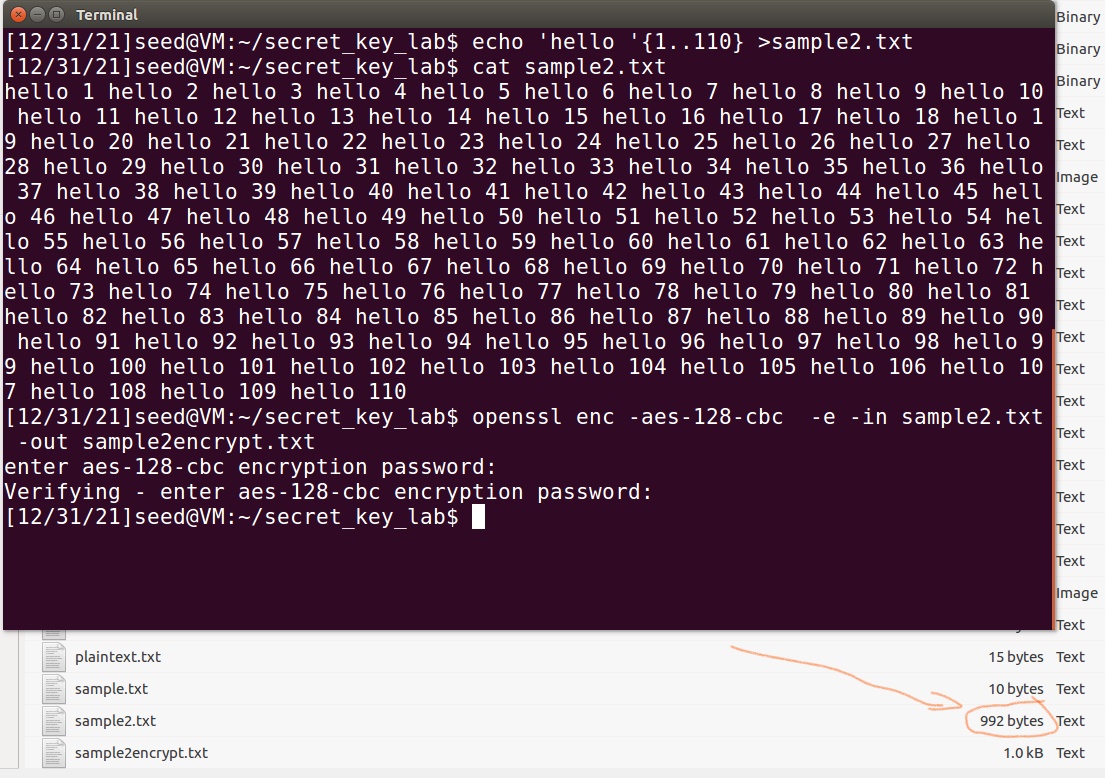 Terminal
[12/31/21]seed@VM:~/secret_key_lab$ echo 'hello '{1..110} >sample2.txt
[12/31/21]seed@VM:~/secret_key_lab$ cat sample2.txt
hello 1 hello 2 hello 3 hello 4 hello 5 hello 6 hello 7 hello 8 hello 9 hello 10
 hello 11 hello 12 hello 13 hello 14 hello 15 hello 16 hello 17 hello 18 hello 1
9 hello 20 hello 21 hello 22 hello 23 hello 24 hello 25 hello 26 hello 27 hello
28 hello 29 hello 30 hello 31 hello 32 hello 33 hello 34 hello 35 hello 36 hello
 37 hello 38 hello 39 hello 40 hello 41 hello 42 hello 43 hello 44 hello 45 hell
o 46 hello 47 hello 48 hello 49 hello 50 hello 51 hello 52 hello 53 hello 54 hel
lo 55 hello 56 hello 57 hello 58 hello 59 hello 60 hello 61 hello 62 hello 63 he
llo 64 hello 65 hello 66 hello 67 hello 68 hello 69 hello 70 hello 71 hello 72 h
ello 73 hello 74 hello 75 hello 76 hello 77 hello 78 hello 79 hello 80 hello 81
hello 82 hello 83 hello 84 hello 85 hello 86 hello 87 hello 88 hello 89 hello 90
 hello 91 hello 92 hello 93 hello 94 hello 95 hello 96 hello 97 hello 98 hello 9
9 hello 100 hello 101 hello 102 hello 103 hello 104 hello 105 hello 106 hello 10
7 hello 108 hello 109 hello 110
[12/31/21]seed@VM:~/secret_key_lab$ openssl enc -aes-128-cbc  -e -in sample2.txt
 -out sample2encrypt.txt
enter aes-128-cbc encryption password:
Verifying - enter aes-128-cbc encryption password:
[12/31/21]seed@VM:~/secret_key_lab$
Binary
Binary
Binary
Text
Text
Image
Text
Text
Text
Text
Text
Text
Text
Text
Text
Text
Text
Text
Image
Text
plaintext.txt 15 bytes Text
sample.txt 10 bytes Text
sample2.txt 992 bytes Text
sample2encrypt.txt 1.0 kB Text